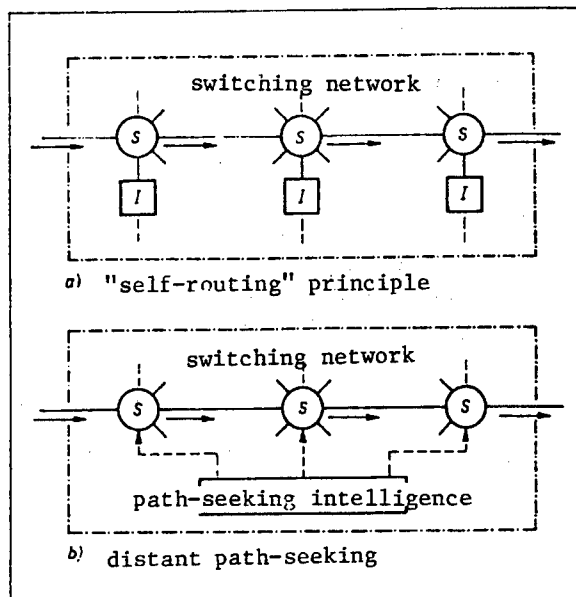 switching network
S S S
I I I
a) "self-routing" principle
switching network
S S S
path-seeking intelligence
b) distant path-seeking